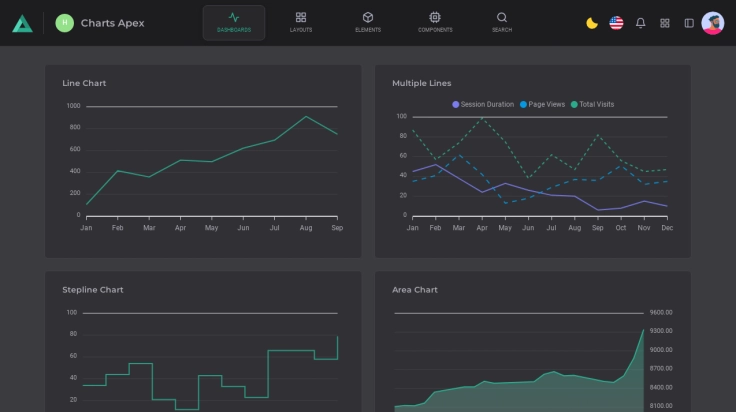 H Charts Apex
DASHBOARDS LAYOUTS ELEMENTS COMPONENTS SEARCH
Line Chart
1000
800
600
400
200
0
Jan Feb Mar Apr May Jun Jul Aug Sep
Multiple Lines
Session Duration Page Views Total Visits
100
80
60
40
20
0
Jan Feb Mar Apr May Jun Jul Aug Sep Oct Nov Dec
Stepline Chart
100
80
60
40
20
Area Chart
9600.00
9300.00
9000.00
8700.00
8400.00
8100.00